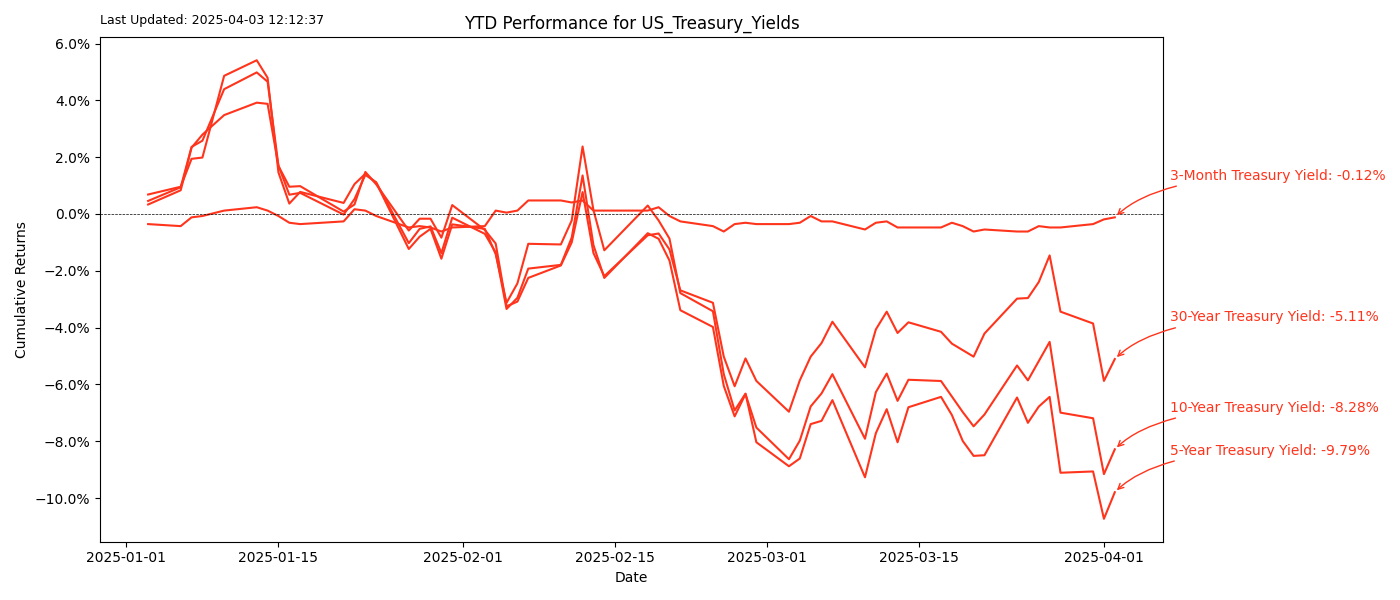 Last Updated: 2025-04-03 12:12:37
YTD Performance for US_Treasury_Yields
6.0%
4.0%
2.0%
0.0%
−2.0%
−4.0%
−6.0%
−8.0%
−10.0%
Cumulative Returns
3-Month Treasury Yield: -0.12%
30-Year Treasury Yield: -5.11%
10-Year Treasury Yield: -8.28%
5-Year Treasury Yield: -9.79%
2025-01-01
2025-01-15
2025-02-01
2025-02-15
2025-03-01
2025-03-15
2025-04-01
Date